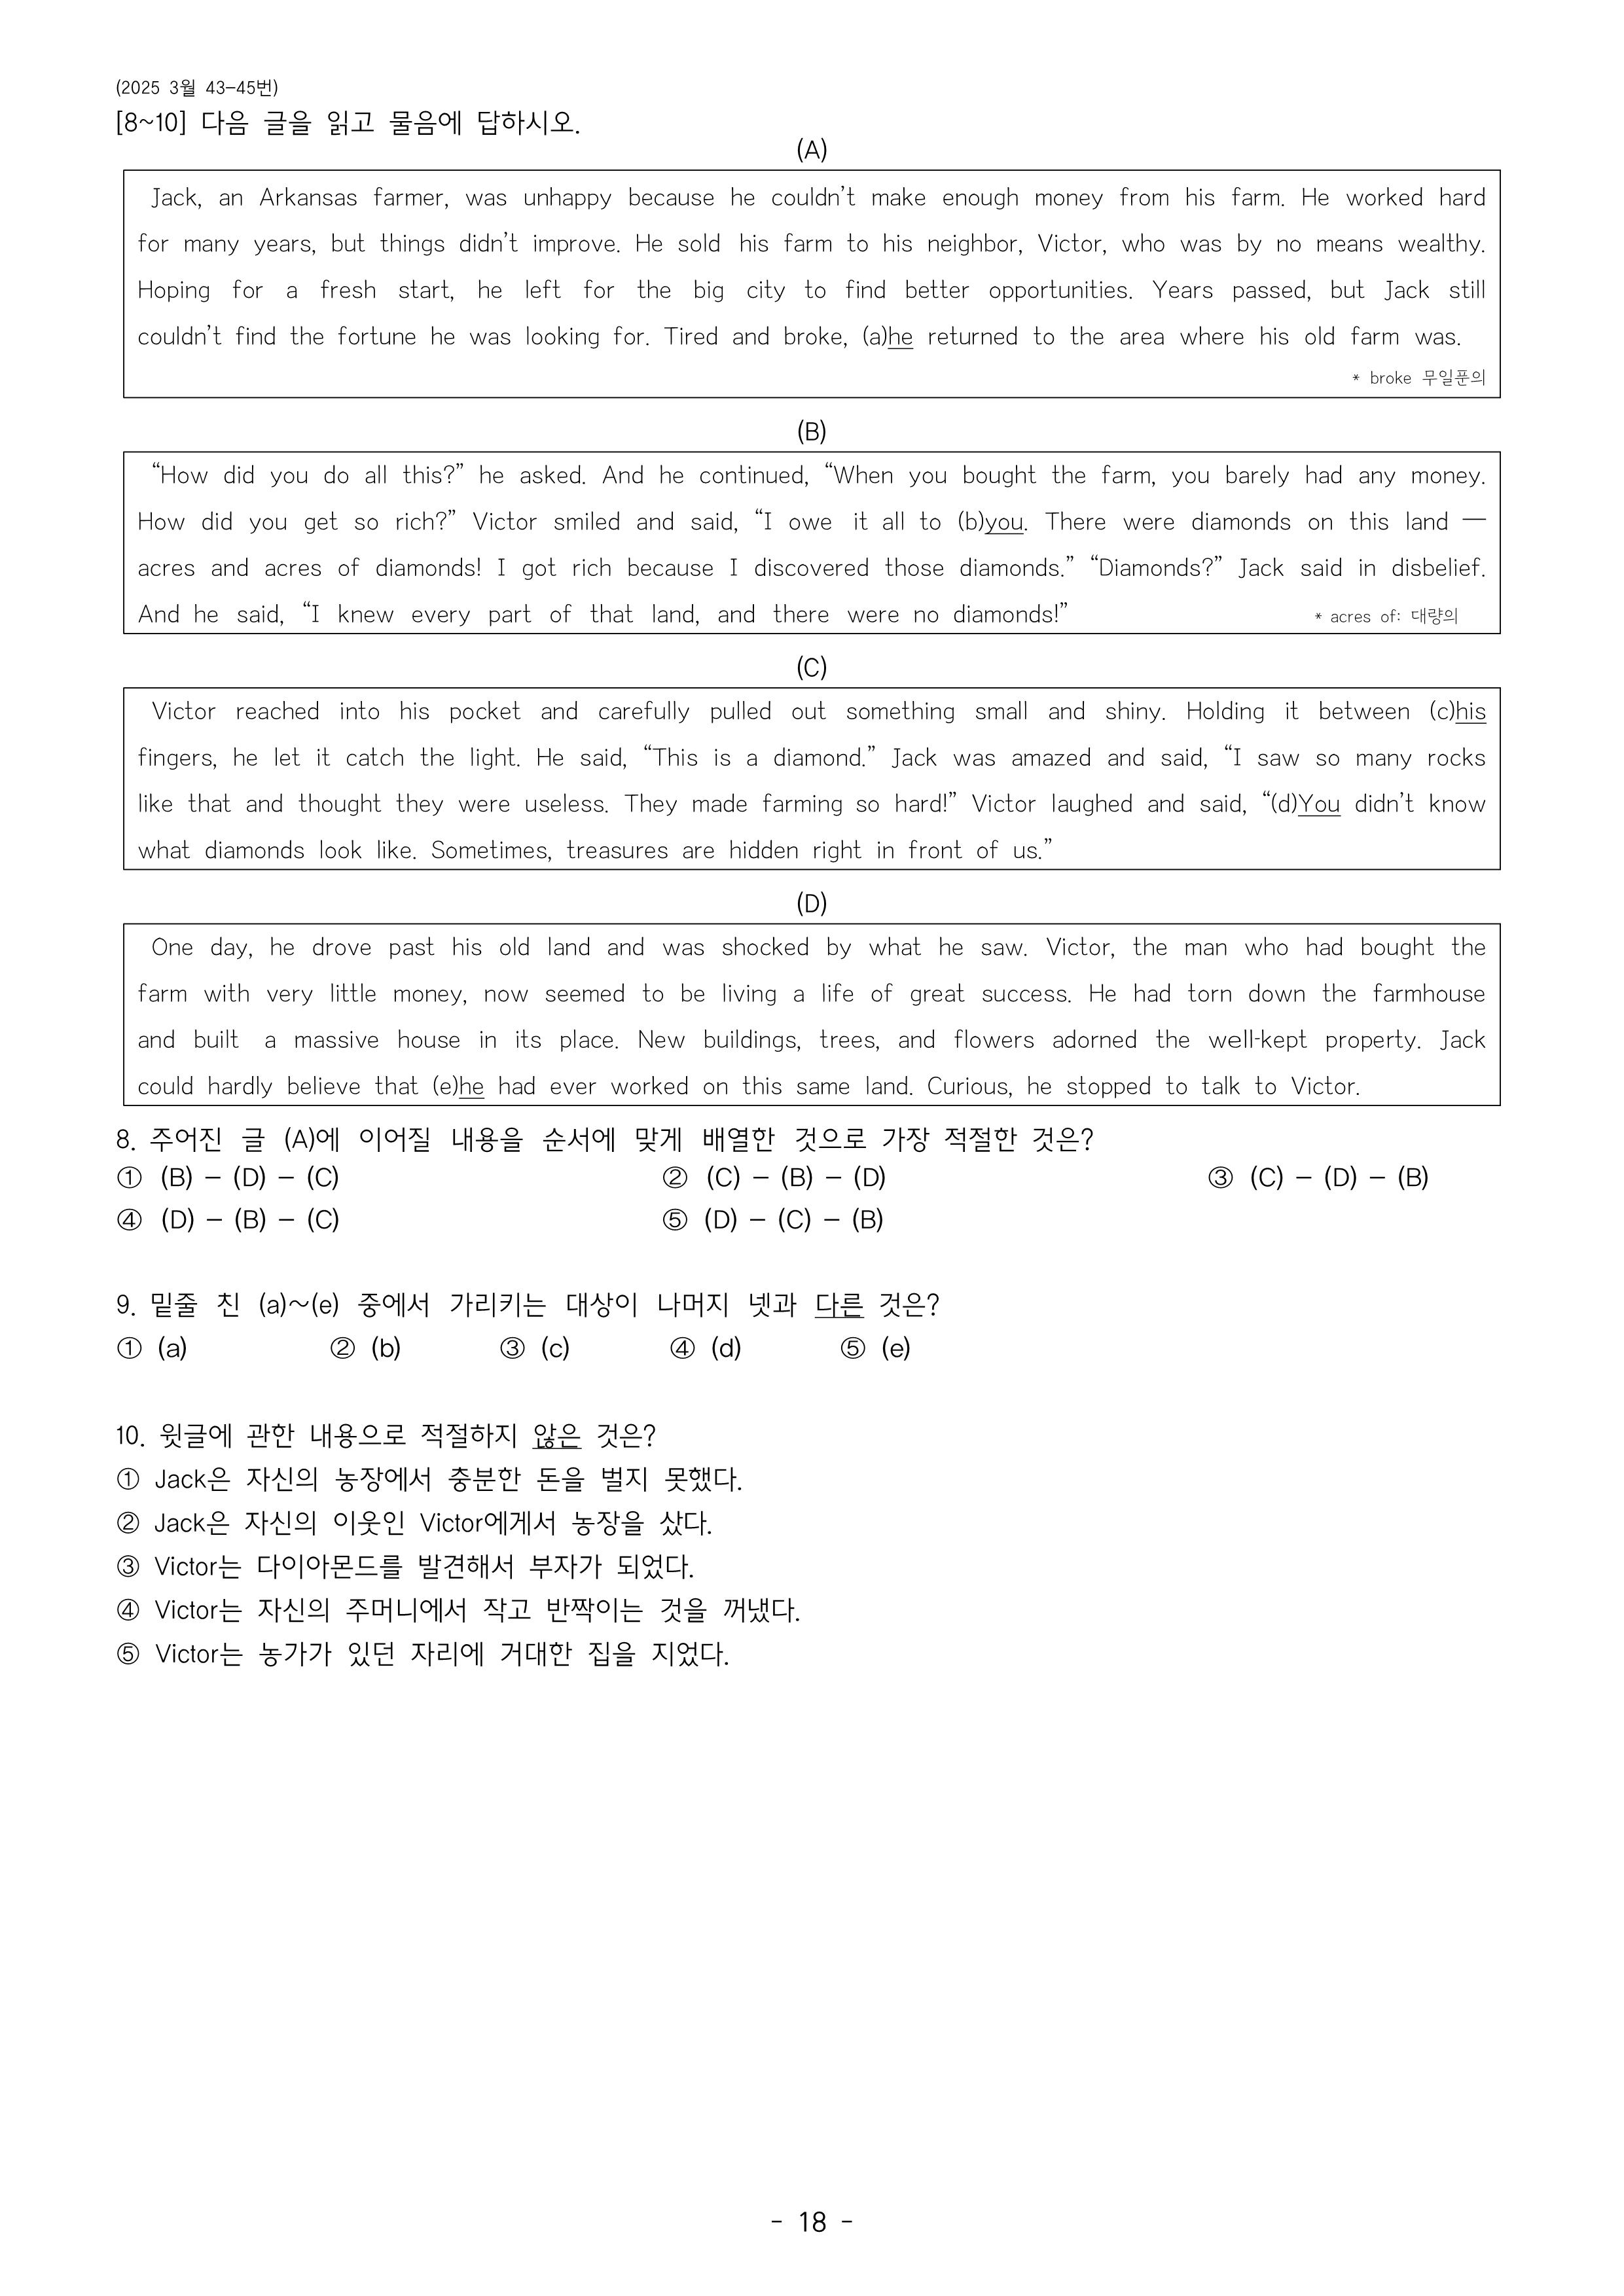 (2025 3월 43-45번)
[8~10] 다음 글을 읽고 물음에 답하시오.
(A)
Jack, an Arkansas farmer, was unhappy because he couldn't make enough money from his farm. He worked hard
for many years, but things didn't improve. He sold his farm to his neighbor, Victor, who was by no means wealthy.
Hoping for a fresh start, he left for the big city to find better opportunities. Years passed, but Jack still
couldn't find the fortune he was looking for. Tired and broke, (a)he returned to the area where his old farm was.
* broke 무일푼의
(B)
“How did you do all this?” he asked. And he continued, “When you bought the farm, you barely had any money.
How did you get so rich?” Victor smiled and said, “I owe it all to (b)you. There were diamonds on this land ―
acres and acres of diamonds! I got rich because I discovered those diamonds.” “Diamonds?” Jack said in disbelief.
And he said, “I knew every part of that land, and there were no diamonds!” * acres of: 대량의
(C)
Victor reached into his pocket and carefully pulled out something small and shiny. Holding it between (c)his
fingers, he let it catch the light. He said, “This is a diamond.” Jack was amazed and said, “I saw so many rocks
like that and thought they were useless. They made farming so hard!” Victor laughed and said, “(d)You didn't know
what diamonds look like. Sometimes, treasures are hidden right in front of us.”
(D)
One day, he drove past his old land and was shocked by what he saw. Victor, the man who had bought the
farm with very little money, now seemed to be living a life of great success. He had torn down the farmhouse
and built a massive house in its place. New buildings, trees, and flowers adorned the well-kept property. Jack
could hardly believe that (e)he had ever worked on this same land. Curious, he stopped to talk to Victor.
8. 주어진 글 (A)에 이어질 내용을 순서에 맞게 배열한 것으로 가장 적절한 것은?
① (B) - (D) - (C) ② (C) - (B) - (D) ③ (C) - (D) - (B)
④ (D) - (B) - (C) ⑤ (D) - (C) - (B)
9. 밑줄 친 (a)~(e) 중에서 가리키는 대상이 나머지 넷과 다른 것은?
① (a) ② (b) ③ (c) ④ (d) ⑤ (e)
10. 윗글에 관한 내용으로 적절하지 않은 것은?
① Jack은 자신의 농장에서 충분한 돈을 벌지 못했다.
② Jack은 자신의 이웃인 Victor에게서 농장을 샀다.
③ Victor는 다이아몬드를 발견해서 부자가 되었다.
④ Victor는 자신의 주머니에서 작고 반짝이는 것을 꺼냈다.
⑤ Victor는 농가가 있던 자리에 거대한 집을 지었다.
- 18 -